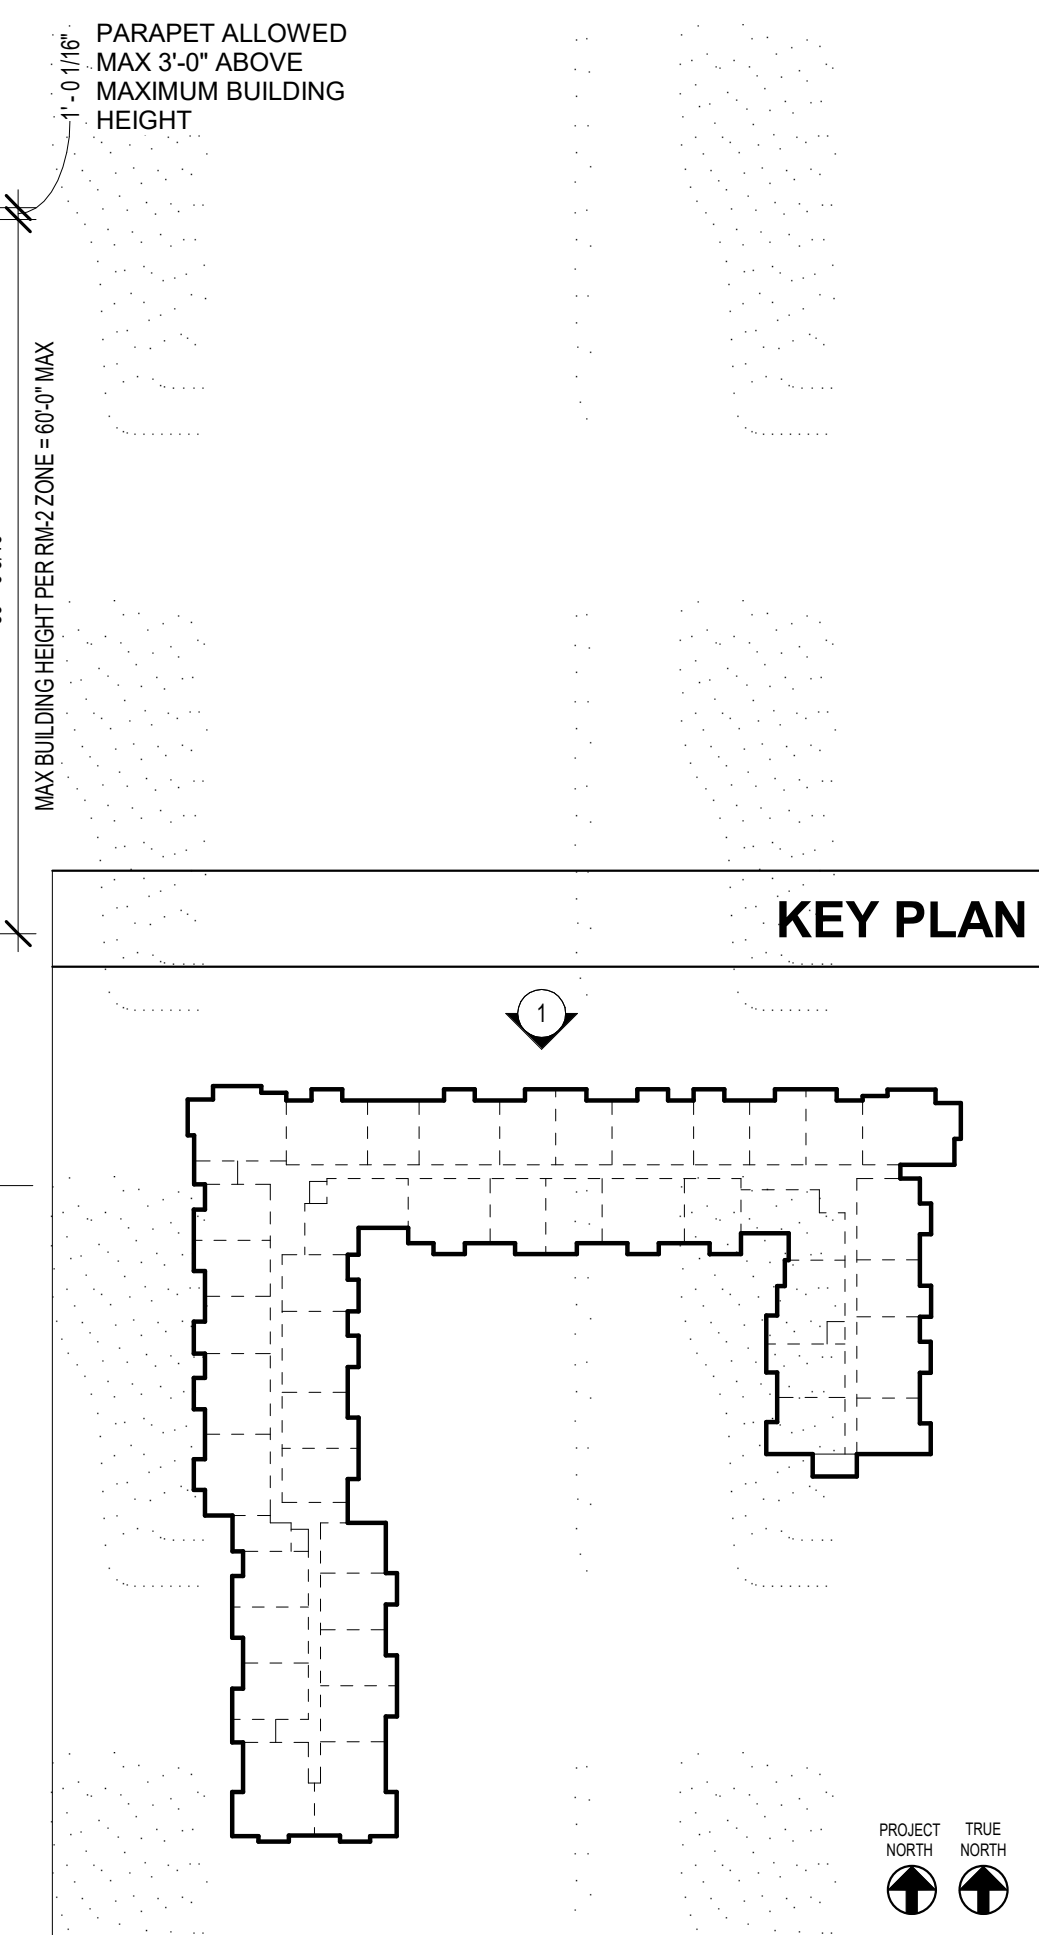 PARAPET ALLOWED
MAX 3'-0" ABOVE
MAXIMUM BUILDING
HEIGHT
1' - 0 1/16"
MAX BUILDING HEIGHT PER RM-2 ZONE = 60'-0" MAX
KEY PLAN
1
PROJECT
NORTH
TRUE
NORTH